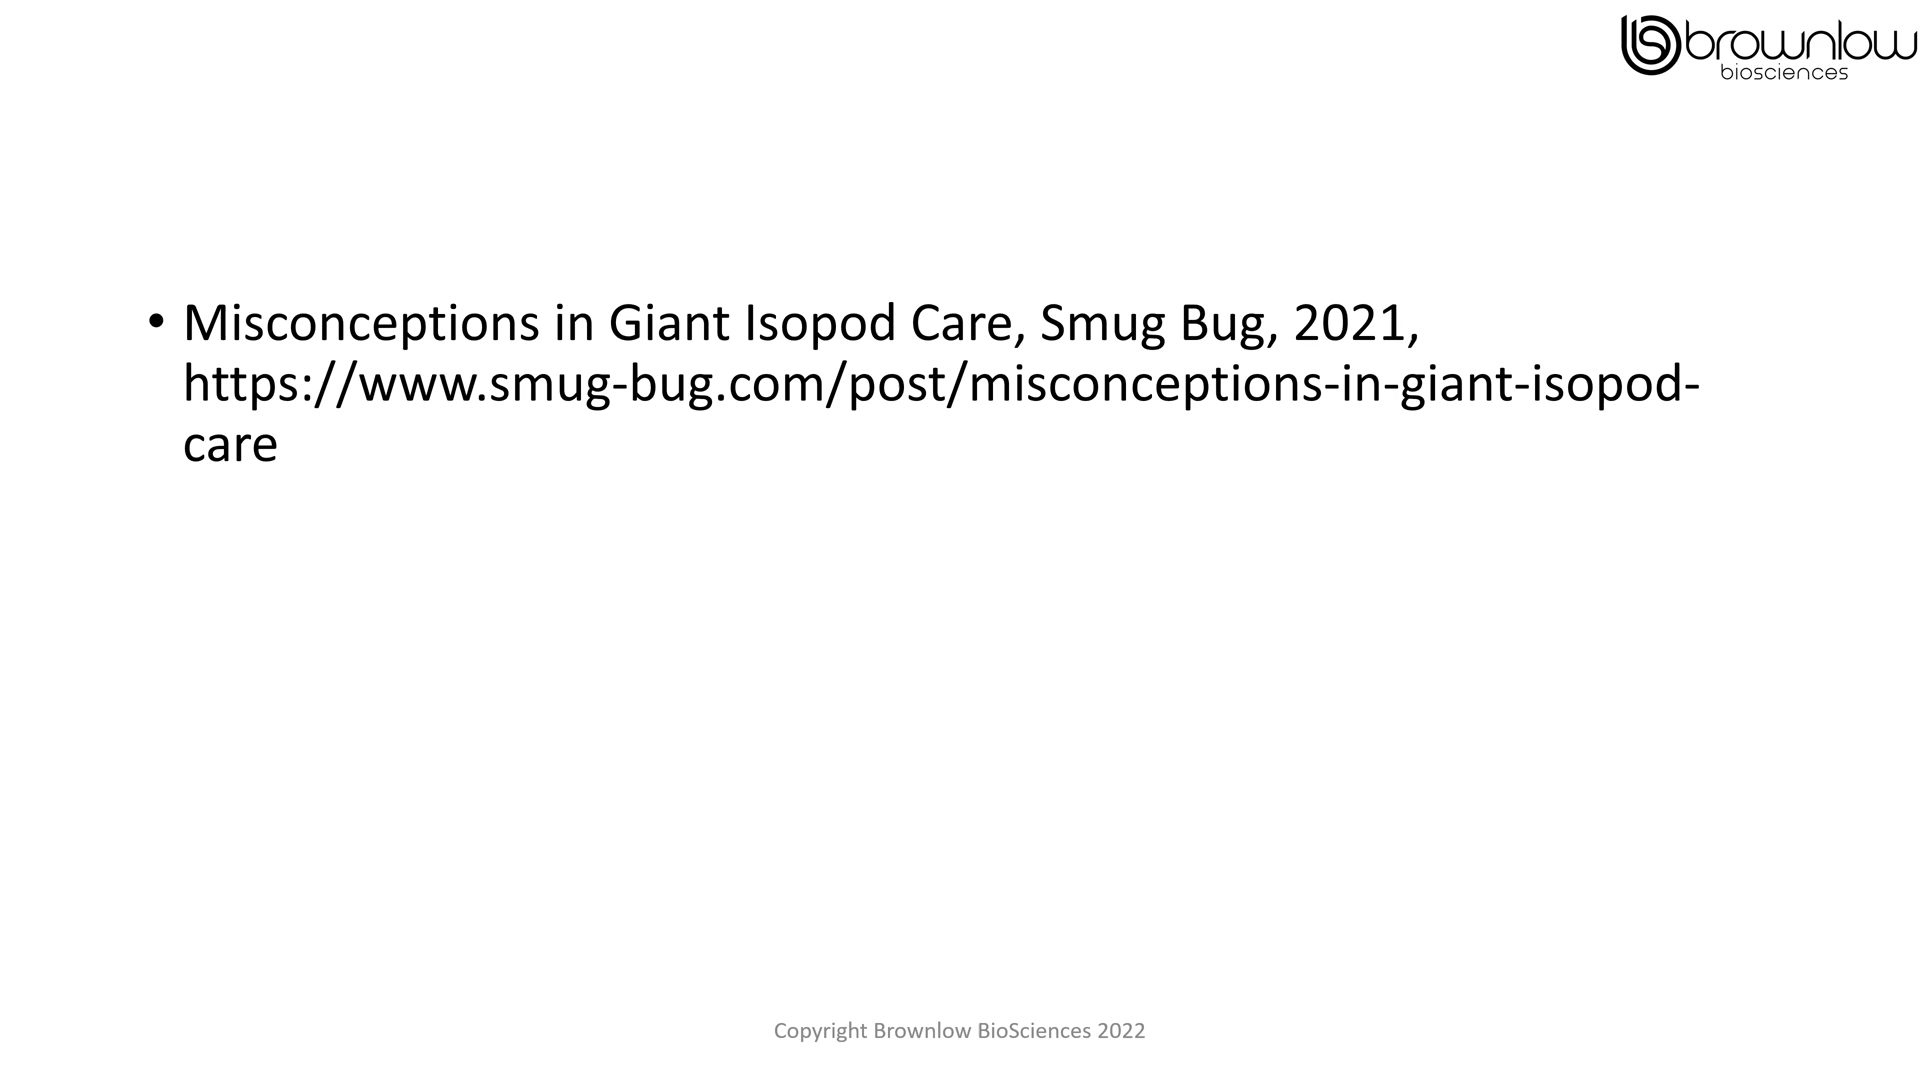 brownlow
biosciences
• Misconceptions in Giant Isopod Care, Smug Bug, 2021,
https://www.smug-bug.com/post/misconceptions-in-giant-isopod-
care
Copyright Brownlow BioSciences 2022